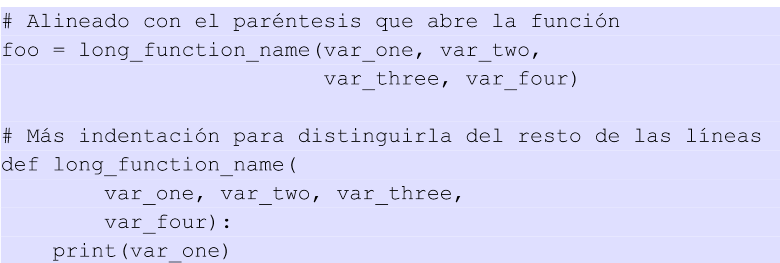 # Alineado con el paréntesis que abre la función
foo = long_function_name(var_one, var_two,
                         var_three, var_four)

# Más indentación para distinguirla del resto de las líneas
def long_function_name(
        var_one, var_two, var_three,
        var_four):
    print(var_one)